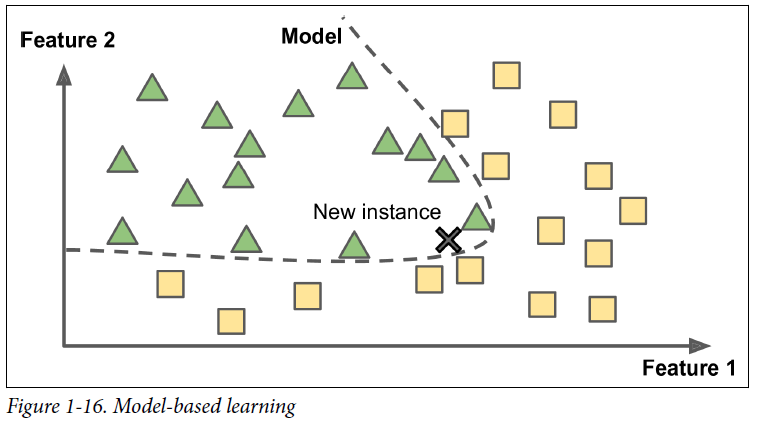 Model
Feature 2
New instance
Feature 1
Figure 1-16. Model-based learning